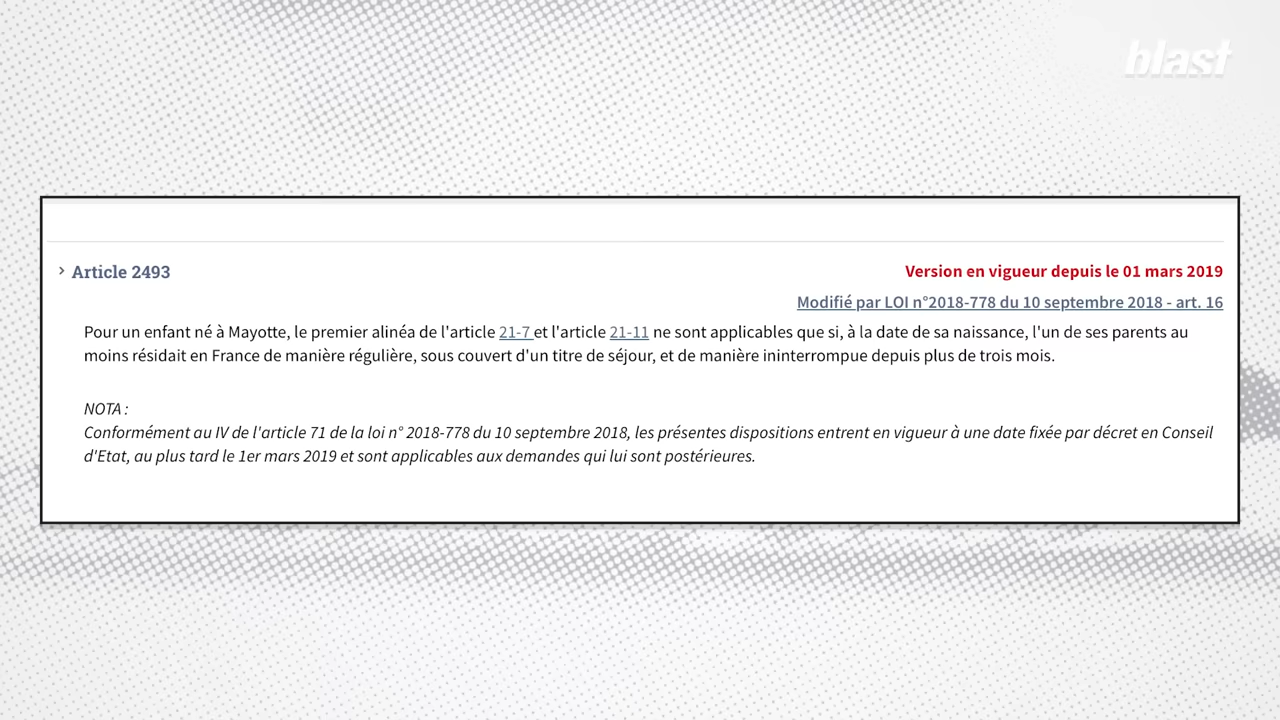 blast
Article 2493
Version en vigueur depuis le 01 mars 2019
Modifié par LOI n°2018-778 du 10 septembre 2018 - art. 16
Pour un enfant né à Mayotte, le premier alinéa de l'article 21-7 et l'article 21-11 ne sont applicables que si, à la date de sa naissance, l'un de ses parents au
moins résidait en France de manière régulière, sous couvert d'un titre de séjour, et de manière ininterrompue depuis plus de trois mois.
NOTA :
Conformément au IV de l'article 71 de la loi n° 2018-778 du 10 septembre 2018, les présentes dispositions entrent en vigueur à une date fixée par décret en Conseil
d'Etat, au plus tard le 1er mars 2019 et sont applicables aux demandes qui lui sont postérieures.